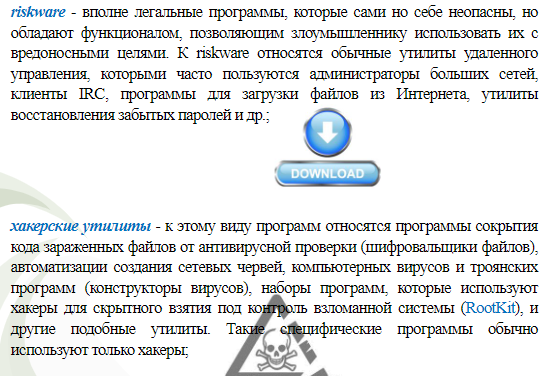 riskware - вполне легальные программы, которые сами но себе неопасны, но
обладают функционалом, позволяющим злоумышленнику использовать их с
вредоносными целями. К riskware относятся обычные утилиты удаленного
управления, которыми часто пользуются администраторы больших сетей,
клиенты IRC, программы для загрузки файлов из Интернета, утилиты
восстановления забытых паролей и др.;
DOWNLOAD
хакерские утилиты - к этому виду программ относятся программы сокрытия
кода зараженных файлов от антивирусной проверки (шифровальщики файлов),
автоматизации создания сетевых червей, компьютерных вирусов и троянских
программ (конструкторы вирусов), наборы программ, которые используют
хакеры для скрытного взятия под контроль взломанной системы (RootKit), и
другие подобные утилиты. Такие специфические программы обычно
используют только хакеры;